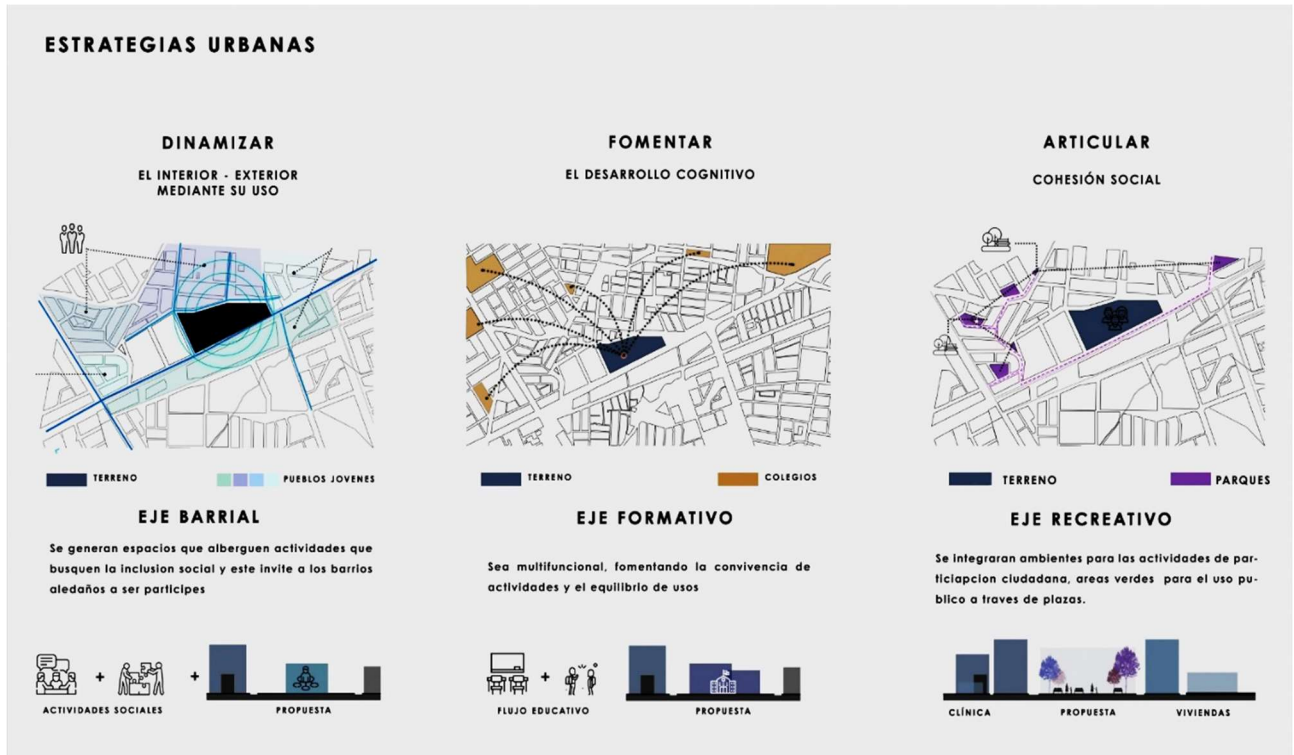 ESTRATEGIAS URBANAS
DINAMIZAR
EL INTERIOR - EXTERIOR
MEDIANTE SU USO
TERRENO
PUEBLOS JOVENES
EJE BARRIAL
Se generan espacios que alberguen actividades que
busquen la inclusion social y este invite a los barrios
aledaños a ser participes
+
+
ACTIVIDADES SOCIALES
PROPUESTA
FOMENTAR
EL DESARROLLO COGNITIVO
TERRENO
COLEGIOS
EJE FORMATIVO
Sea multifuncional, fomentando la convivencia de
actividades y el equilibrio de usos
+
FLUJO EDUCATIVO
PROPUESTA
ARTICULAR
COHESIÓN SOCIAL
TERRENO
PARQUES
EJE RECREATIVO
Se integraran ambientes para las actividades de par-
ticiapcion ciudadana, areas verdes para el uso pu-
blico a traves de plazas.
CLÍNICA
PROPUESTA
VIVIENDAS